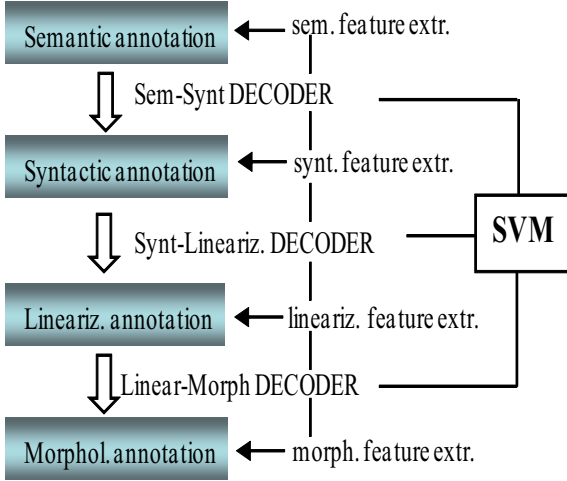 Semantic annotation
sem. feature extr.
Sem-Synt DECODER
Syntactic annotation
synt. feature extr.
SVM
Synt-Lineariz. DECODER
Lineariz. annotation
lineariz. feature extr.
Linear-Morph DECODER
Morphol. annotation
morph. feature extr.